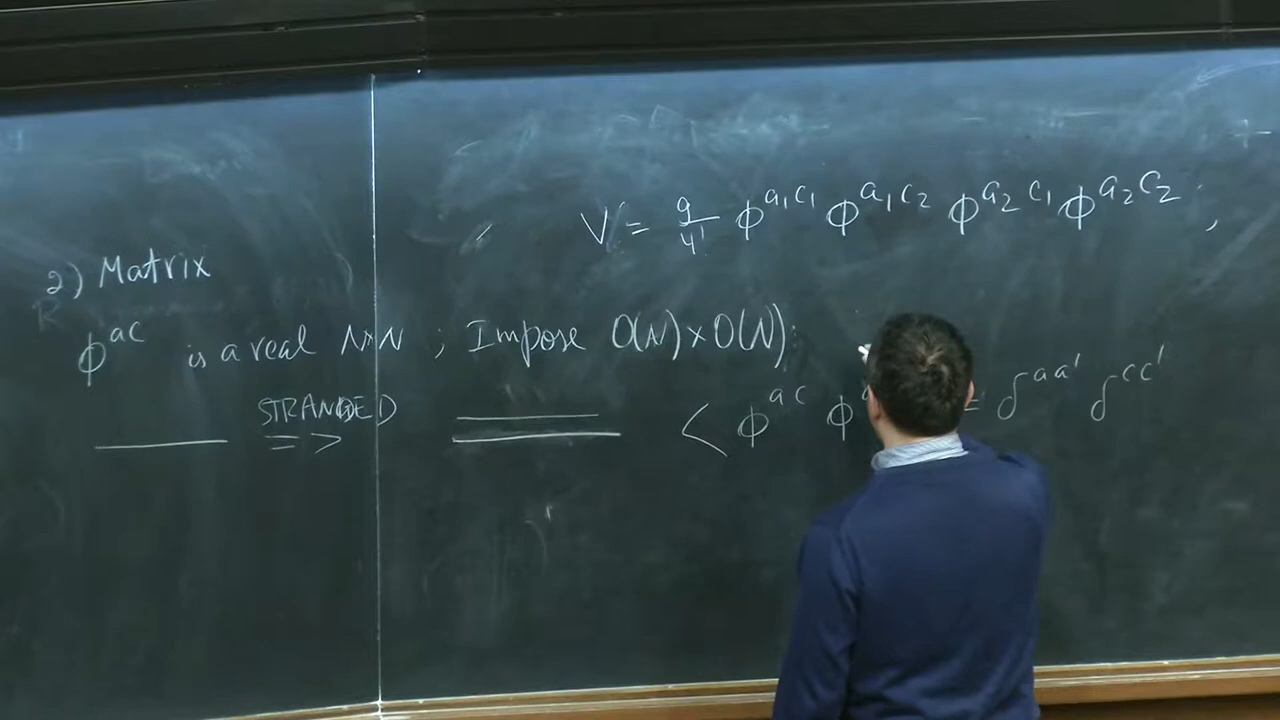 V = g/4! ϕ^{a₁c₁} ϕ^{a₁c₂} ϕ^{a₂c₁} ϕ^{a₂c₂} ,
2) Matrix
ϕ^{ac} is a real N×N ; Impose O(N)×O(N);
STRANDED
=> < ϕ^{ac} ϕ = δ^{aa'} δ^{cc'}